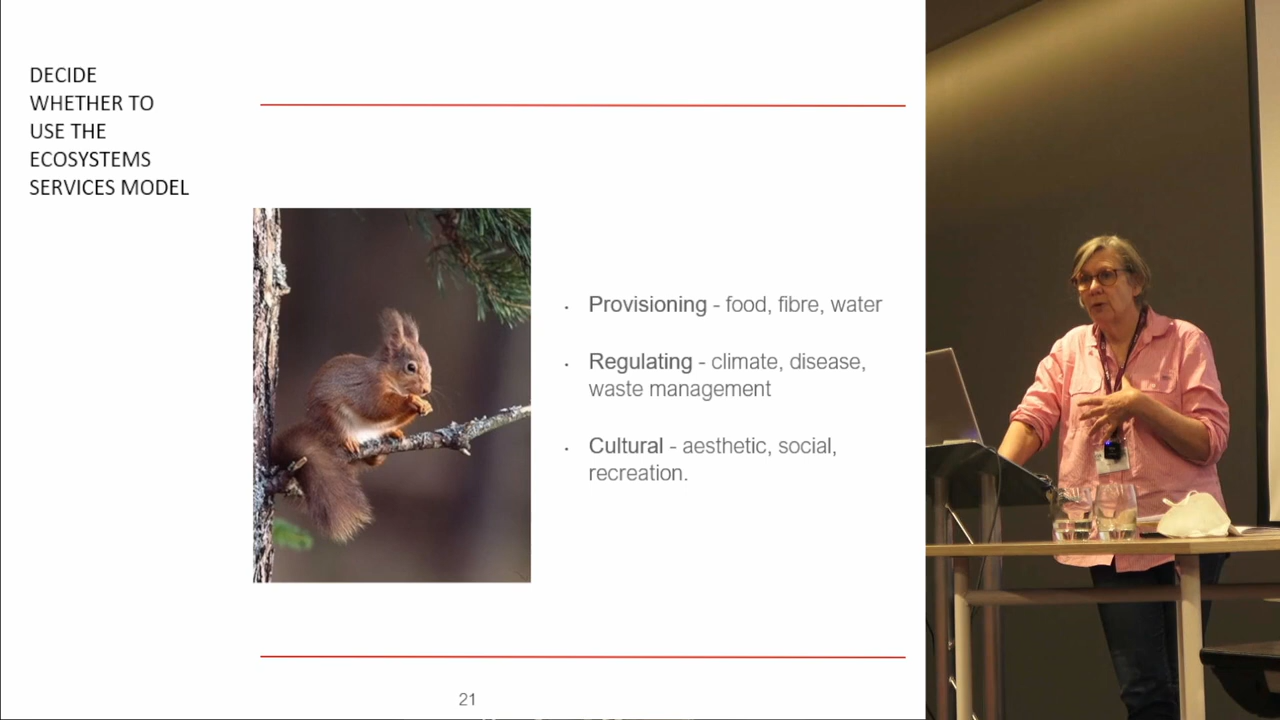 DECIDE
WHETHER TO
USE THE
ECOSYSTEMS
SERVICES MODEL
• Provisioning - food, fibre, water
• Regulating - climate, disease,
waste management
• Cultural - aesthetic, social,
recreation.
21